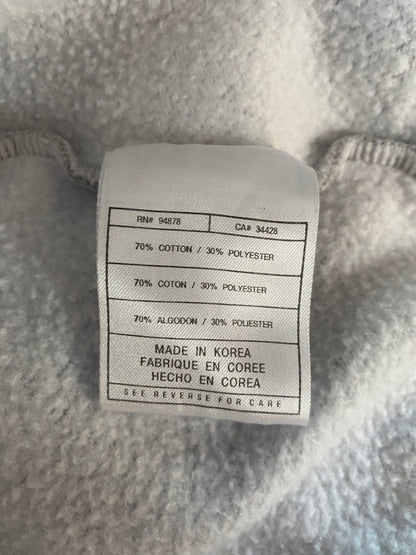 RN# 94878 CA# 34428
70% COTTON / 30% POLYESTER
70% COTON / 30% POLYESTER
70% ALGODON / 30% POLIESTER
MADE IN KOREA
FABRIQUE EN COREE
HECHO EN COREA
SEE REVERSE FOR CARE